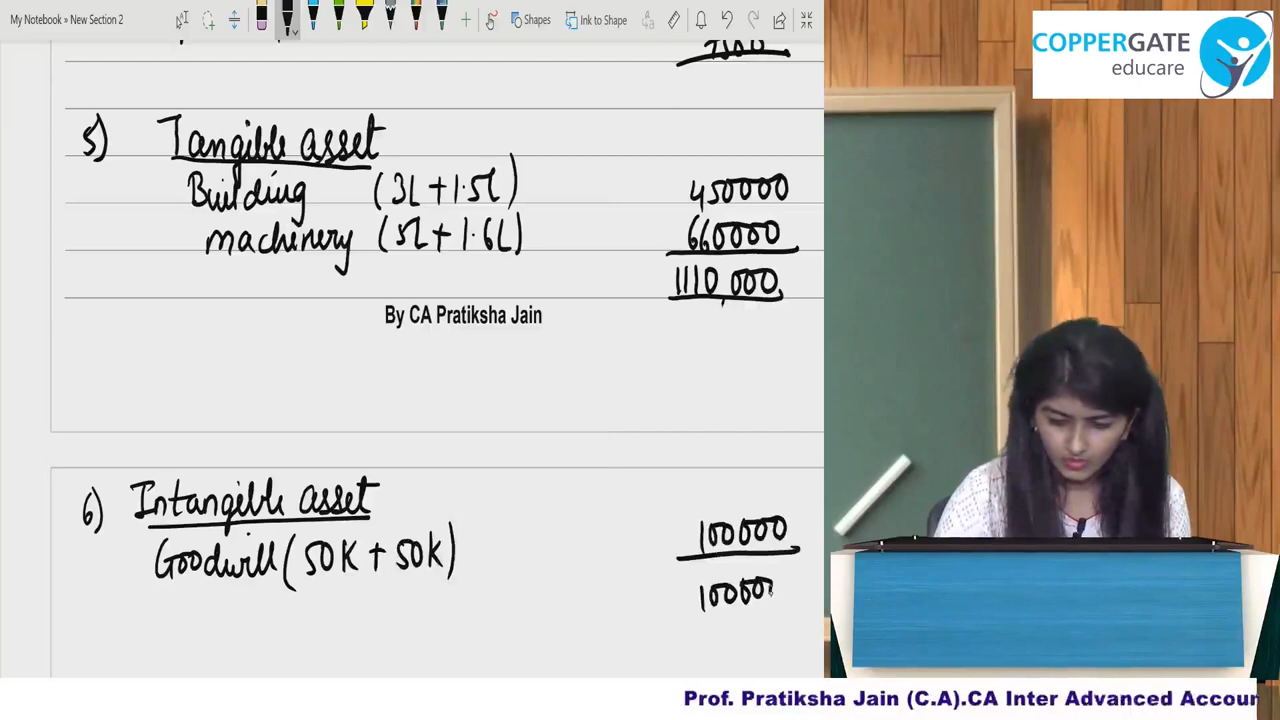 My Notebook » New Section 2
Shapes
Ink to Shape
COPPERGATE
educare
5) Tangible asset
Building (3L + 1.5L) 450000
machinery (5L + 1.6L) 660000
1110,000
By CA Pratiksha Jain
6) Intangible asset
Goodwill (50K + 50K) 100000
100000
Prof. Pratiksha Jain (C.A).CA Inter Advanced Accoun